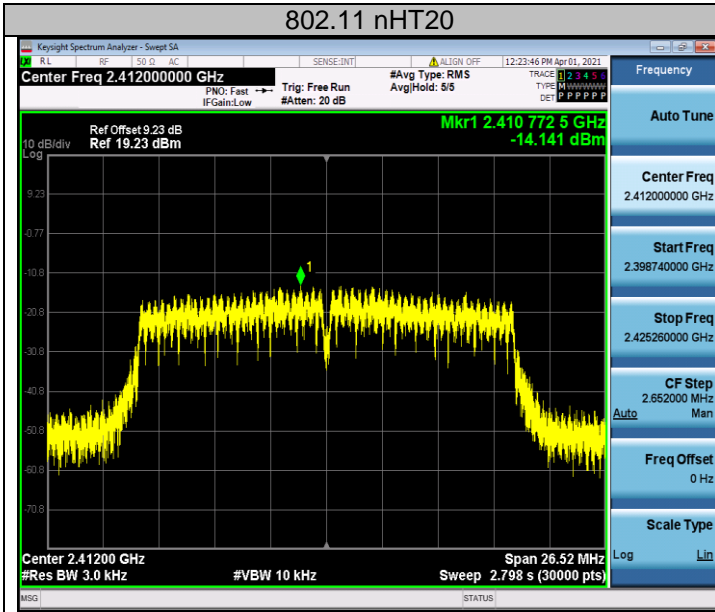 802.11 nHT20
Keysight Spectrum Analyzer - Swept SA
RL RF 50 Ω AC SENSE:INT ALIGN OFF 12:23:46 PM Apr 01, 2021
Center Freq 2.412000000 GHz
PNO: Fast
IFGain:Low
Trig: Free Run
#Atten: 20 dB
#Avg Type: RMS
Avg|Hold: 5/5
TRACE 1 2 3 4 5 6
TYPE M WWWWW
DET P P P P P P
Frequency
Auto Tune
Center Freq
2.412000000 GHz
Start Freq
2.398740000 GHz
Stop Freq
2.425260000 GHz
CF Step
2.652000 MHz
Auto Man
Freq Offset
0 Hz
Scale Type
Log Lin
Mkr1 2.410 772 5 GHz
-14.141 dBm
Ref Offset 9.23 dB
10 dB/div Ref 19.23 dBm
Log
9.23
-0.77
-10.8
-20.8
-30.8
-40.8
-50.8
-60.8
-70.8
1
Center 2.41200 GHz Span 26.52 MHz
#Res BW 3.0 kHz #VBW 10 kHz Sweep 2.798 s (30000 pts)
MSG STATUS